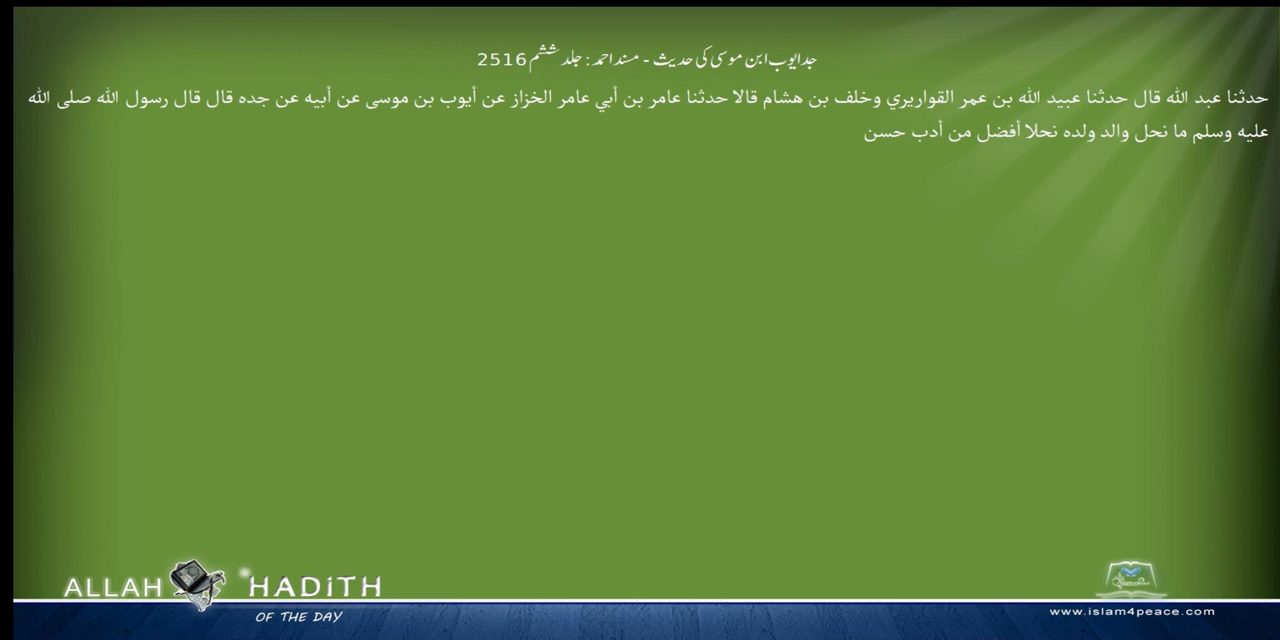 جد ایوب ابن موسی کی حدیث - مسند احمد : جلد ششم 2516
حدثنا عبد الله قال حدثنا عبيد الله بن عمر القواريري وخلف بن هشام قالا حدثنا عامر بن أبي عامر الخزاز عن أيوب بن موسى عن أبيه عن جده قال قال رسول الله صلى الله
عليه وسلم ما نحل والد ولده نحلا أفضل من أدب حسن
ALLAH HADITH
OF THE DAY
www.islam4peace.com